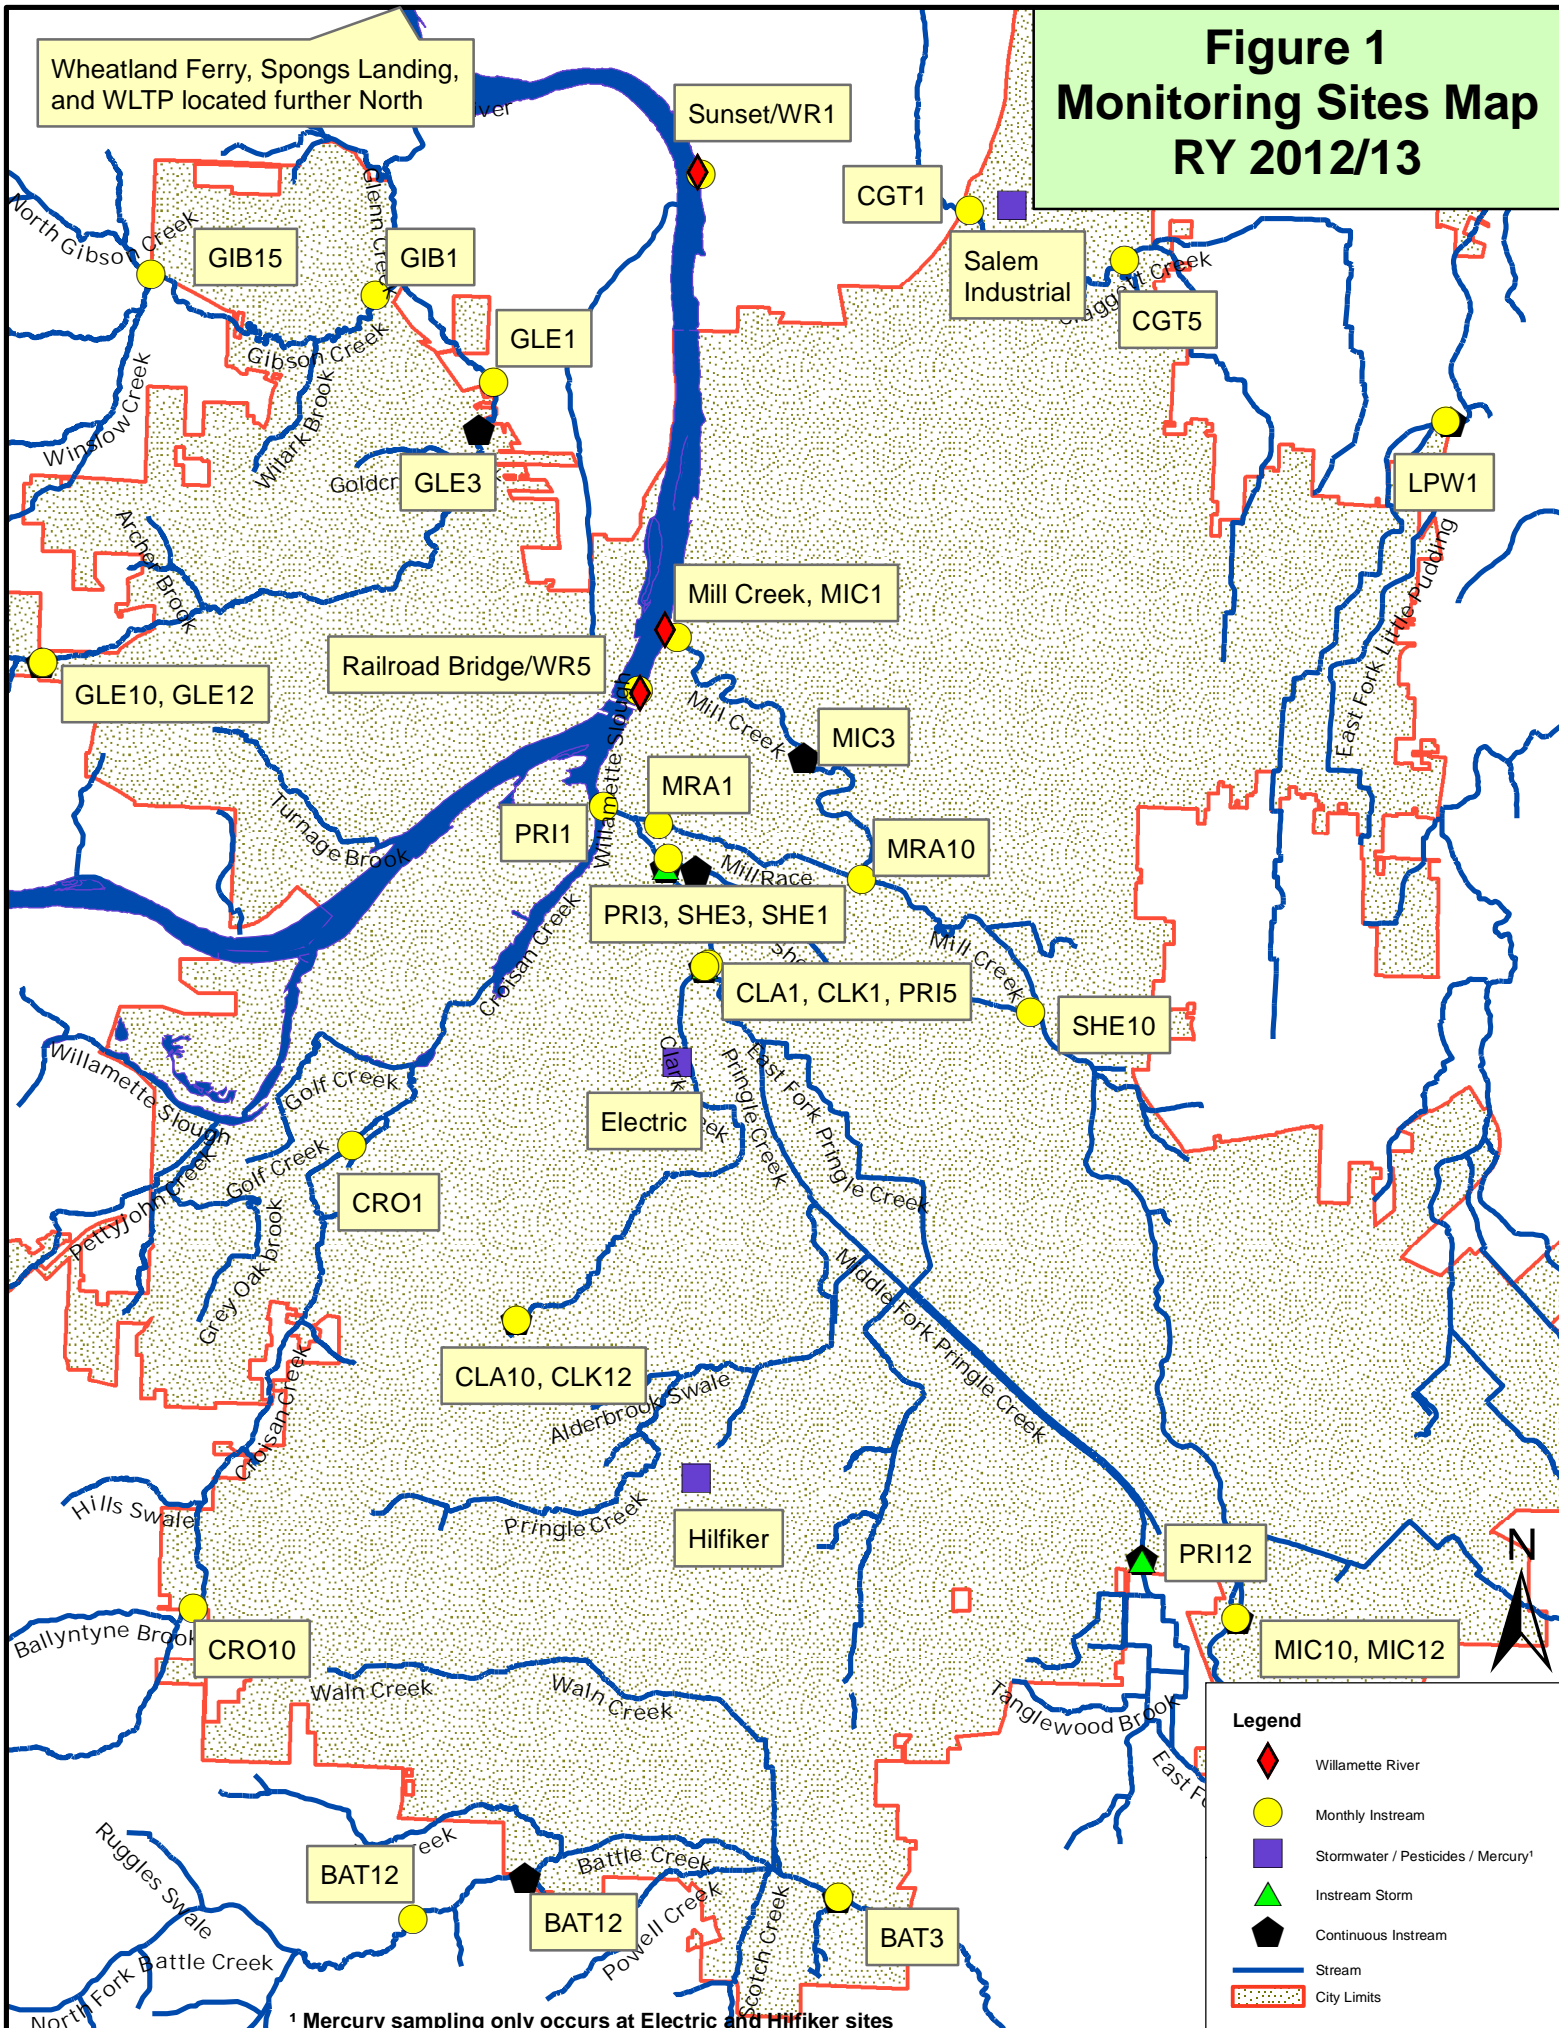 Figure 1
Monitoring Sites Map
RY 2012/13
Wheatland Ferry, Spongs Landing,
and WLTP located further North
Sunset/WR1
CGT1
Salem
Industrial
Claggett Creek
CGT5
North Gibson Creek
GIB15
Glenn Creek
GIB1
Gibson Creek
GLE1
Winslow Creek
Wilark Brook
GLE3
LPW1
Archer Brook
East Fork Little Pudding
Mill Creek, MIC1
Railroad Bridge/WR5
GLE10, GLE12
Mill Creek
MIC3
Willamette Slough
MRA1
PRI1
Turnage Brook
MRA10
Mill Race
PRI3, SHE3, SHE1
Croisan Creek
Mill Creek
CLA1, CLK1, PRI5
SHE10
Willamette Slough
Golf Creek
Electric
Pringle Creek
East Fork Pringle Creek
Golf Creek
Pettyjohn Creek
CRO1
Grey Oak brook
Middle Fork Pringle Creek
CLA10, CLK12
Alderbrook Swale
Croisan Creek
Hills Swale
Pringle Creek
Hilfiker
PRI12
N
Ballyntyne Brook
CRO10
MIC10, MIC12
Waln Creek
Waln Creek
Tanglewood Brook
Legend
Willamette River
Monthly Instream
Stormwater / Pesticides / Mercury¹
Instream Storm
Continuous Instream
Stream
City Limits
Ruggles Swale
BAT12
Battle Creek
BAT12
Powell Creek
Scotch Creek
BAT3
North Fork Battle Creek
¹ Mercury sampling only occurs at Electric and Hilfiker sites